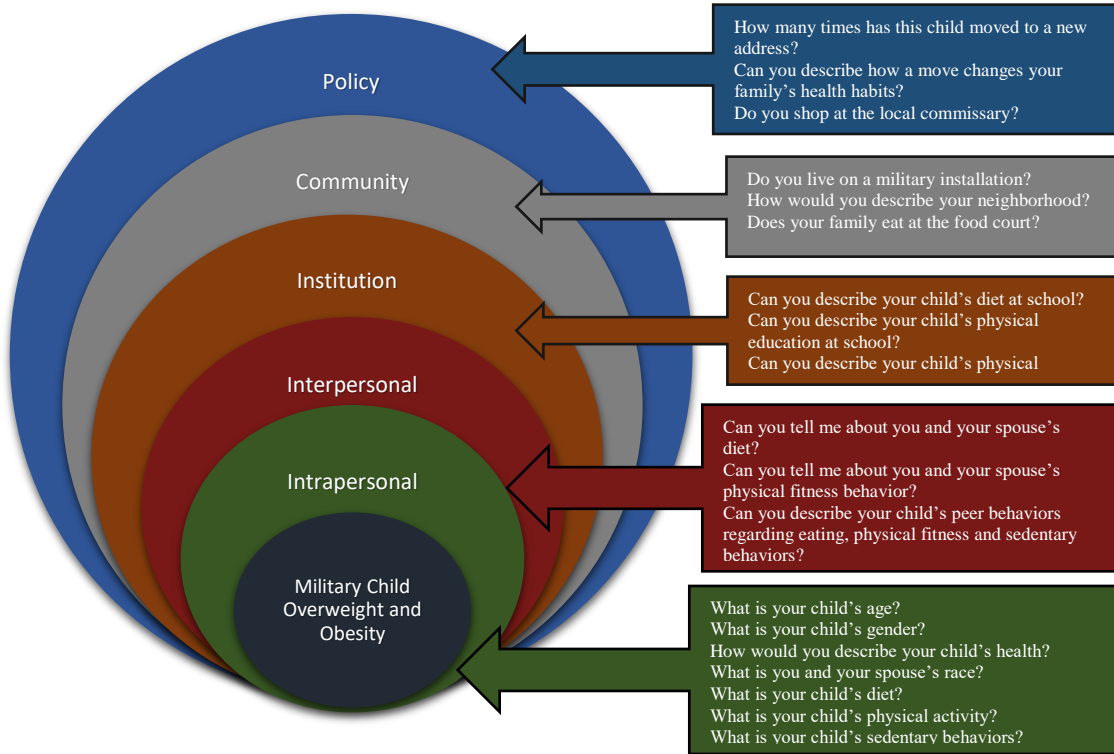 Policy
How many times has this child moved to a new
address?
Can you describe how a move changes your
family's health habits?
Do you shop at the local commissary?
Community
Do you live on a military installation?
How would you describe your neighborhood?
Does your family eat at the food court?
Institution
Can you describe your child's diet at school?
Can you describe your child's physical
education at school?
Can you describe your child's physical
Interpersonal
Can you tell me about you and your spouse's
diet?
Can you tell me about you and your spouse's
physical fitness behavior?
Can you describe your child's peer behaviors
regarding eating, physical fitness and sedentary
behaviors?
Intrapersonal
Military Child
Overweight and
Obesity
What is your child's age?
What is your child's gender?
How would you describe your child's health?
What is you and your spouse's race?
What is your child's diet?
What is your child's physical activity?
What is your child's sedentary behaviors?